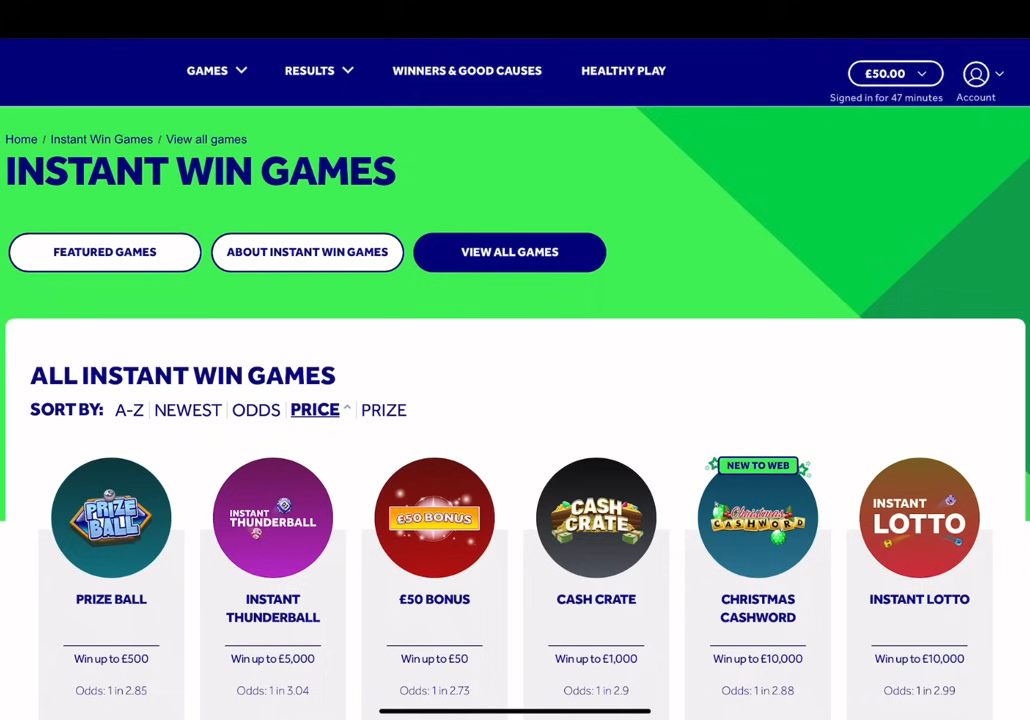 GAMES RESULTS WINNERS & GOOD CAUSES HEALTHY PLAY £50.00
Signed in for 47 minutes Account
Home / Instant Win Games / View all games
INSTANT WIN GAMES
FEATURED GAMES ABOUT INSTANT WIN GAMES VIEW ALL GAMES
ALL INSTANT WIN GAMES
SORT BY: A-Z NEWEST ODDS PRICE ^ PRIZE
PRIZE
BALL
INSTANT
THUNDERBALL
£50 BONUS
CASH
CRATE
NEW TO WEB
Christmas
CASHWORD
INSTANT
LOTTO
PRIZE BALL
Win up to £500
Odds: 1 in 2.85
INSTANT
THUNDERBALL
Win up to £5,000
Odds: 1 in 3.04
£50 BONUS
Win up to £50
Odds: 1 in 2.73
CASH CRATE
Win up to £1,000
Odds: 1 in 2.9
CHRISTMAS
CASHWORD
Win up to £10,000
Odds: 1 in 2.88
INSTANT LOTTO
Win up to £10,000
Odds: 1 in 2.99